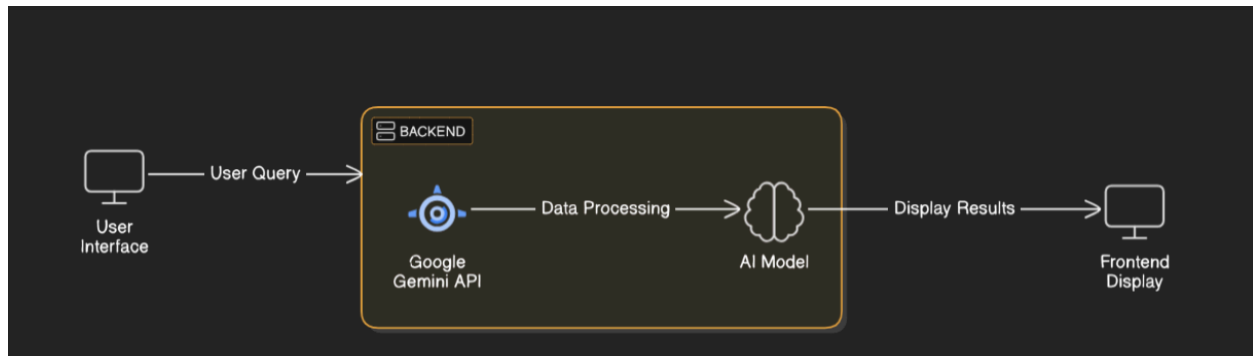 BACKEND
User Query
User
Interface
Data Processing
Google
Gemini API
AI Model
Display Results
Frontend
Display